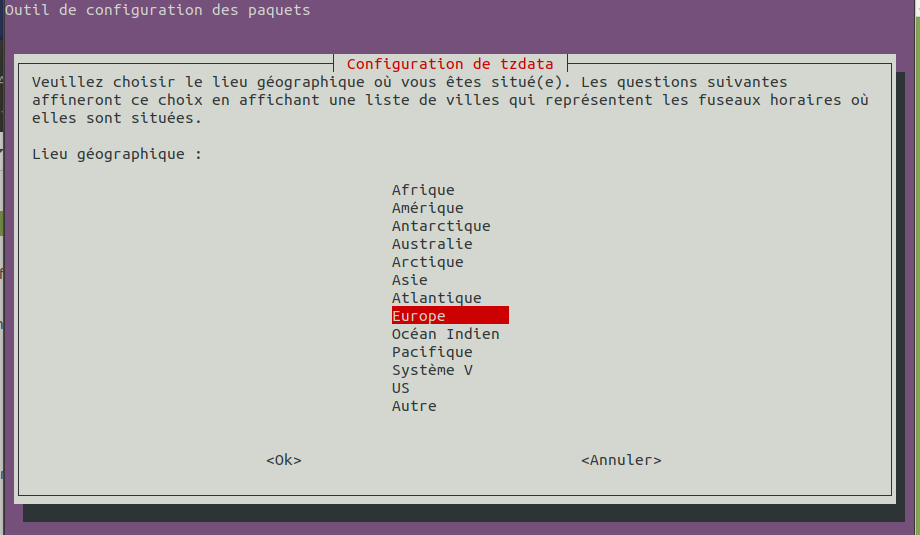 Outil de configuration des paquets
Configuration de tzdata
Veuillez choisir le lieu géographique où vous êtes situé(e). Les questions suivantes
affineront ce choix en affichant une liste de villes qui représentent les fuseaux horaires où
elles sont situées.
Lieu géographique :
Afrique
Amérique
Antarctique
Australie
Arctique
Asie
Atlantique
Europe
Océan Indien
Pacifique
Système V
US
Autre
<Ok> <Annuler>